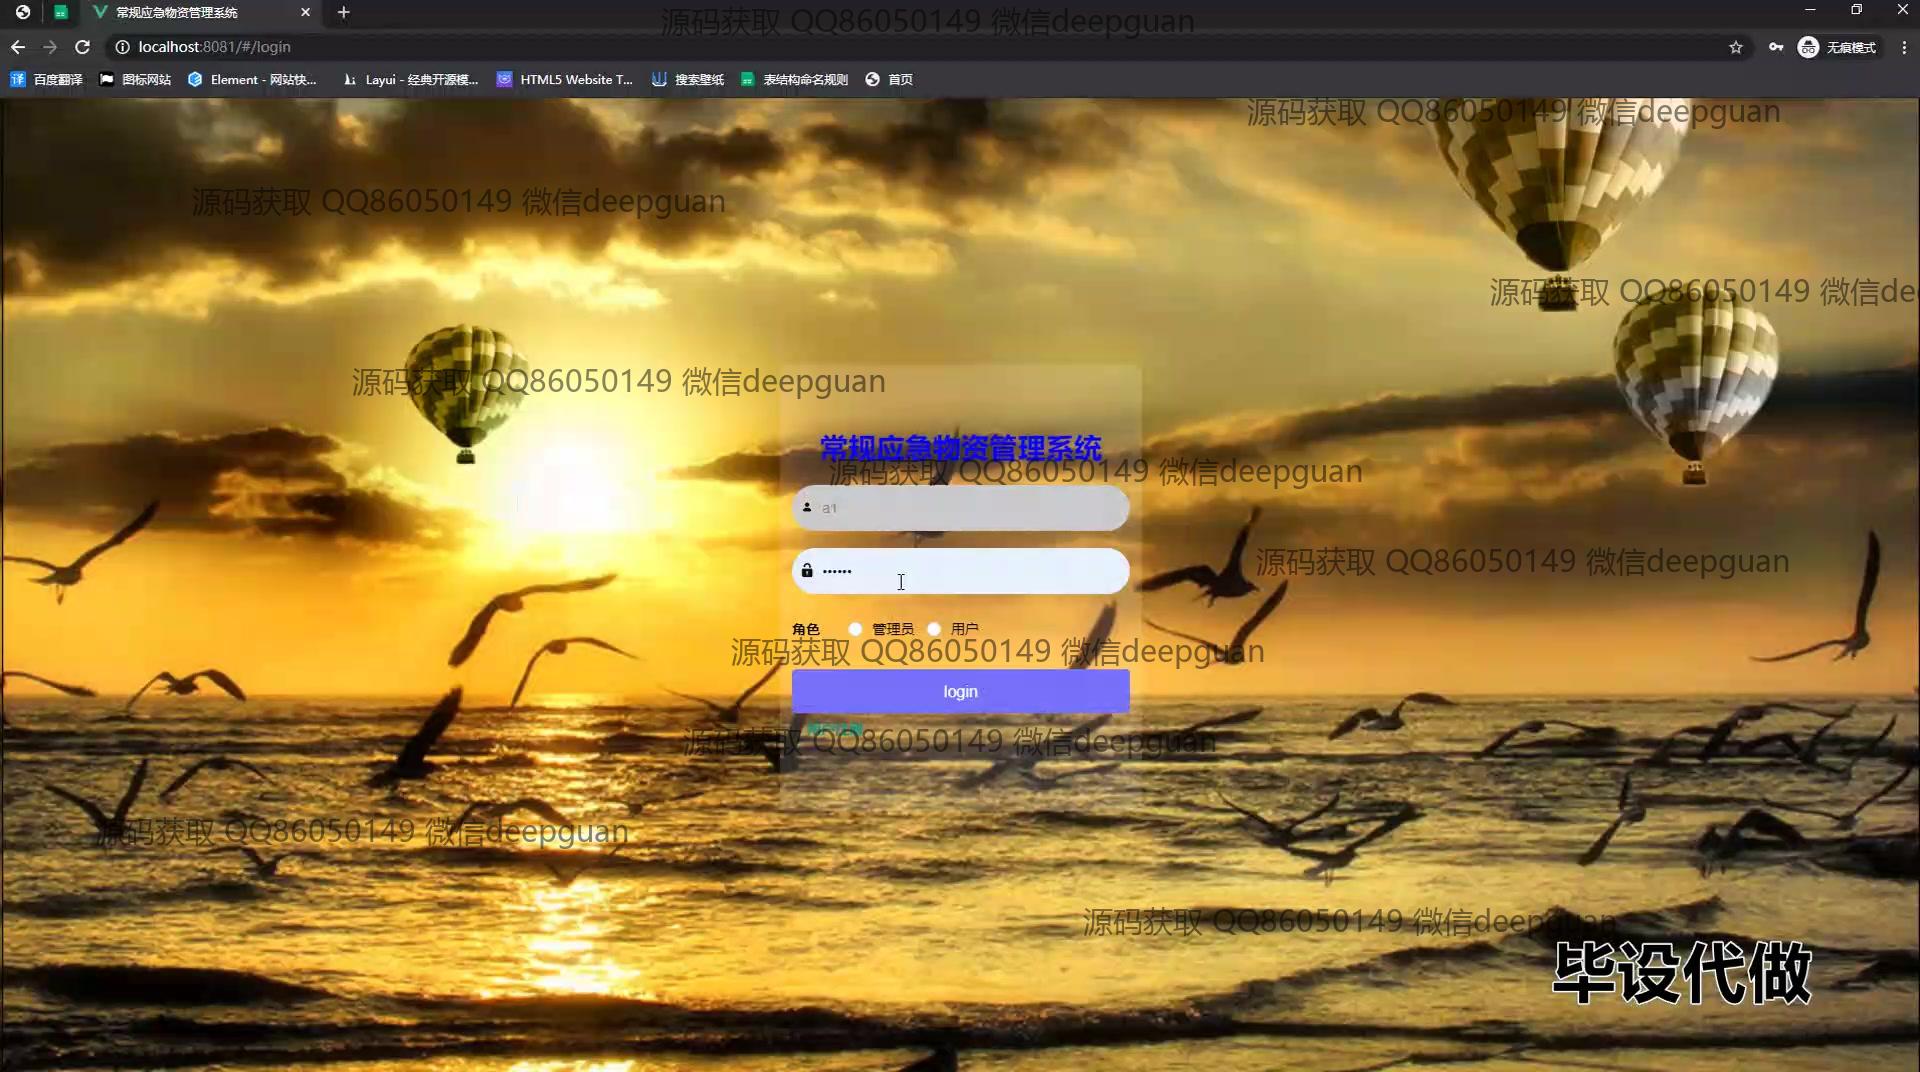 常规应急物资管理系统
localhost:8081/#/login
无痕模式
百度翻译
图标网站
Element - 网站快...
Layui - 经典开源模...
HTML5 Website T...
搜索壁纸
表结构命名规则
首页
源码获取 QQ86050149 微信deepguan
源码获取 QQ86050149 微信deepguan
源码获取 QQ86050149 微信deepguan
源码获取 QQ86050149 微信de
源码获取 QQ86050149 微信deepguan
常规应急物资管理系统
源码获取 QQ86050149 微信deepguan
a1
源码获取 QQ86050149 微信deepguan
角色 管理员 用户
源码获取 QQ86050149 微信deepguan
login
源码获取 QQ86050149 微信deepguan
源码获取 QQ86050149 微信deepguan
源码获取 QQ86050149 微信deepguan
毕设代做